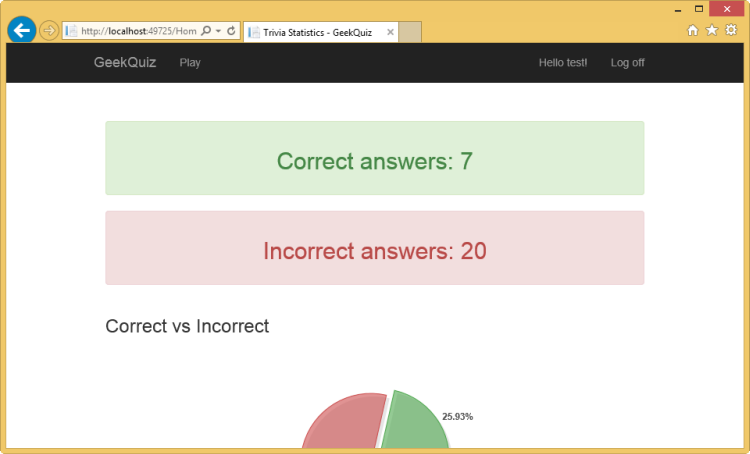 http://localhost:49725/Hom
Trivia Statistics - GeekQuiz
GeekQuiz Play Hello test! Log off
Correct answers: 7
Incorrect answers: 20
Correct vs Incorrect
25.93%